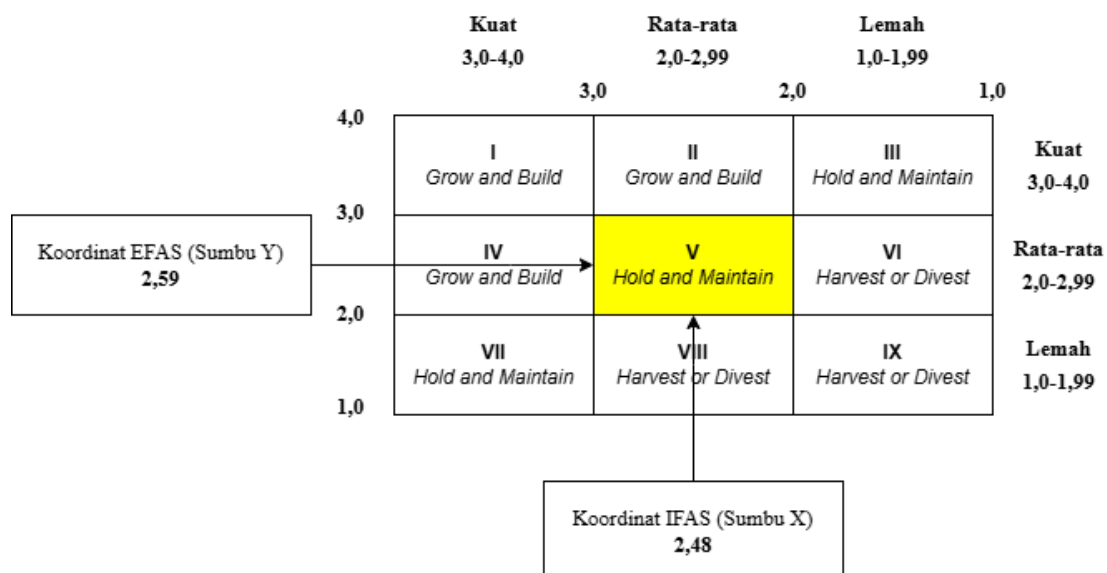 Kuat
3,0-4,0
Rata-rata
2,0-2,99
Lemah
1,0-1,99
3,0
2,0
1,0
4,0
3,0
2,0
1,0
I
Grow and Build
II
Grow and Build
III
Hold and Maintain
Kuat
3,0-4,0
Koordinat EFAS (Sumbu Y)
2,59
IV
Grow and Build
V
Hold and Maintain
VI
Harvest or Divest
Rata-rata
2,0-2,99
VII
Hold and Maintain
VIII
Harvest or Divest
IX
Harvest or Divest
Lemah
1,0-1,99
Koordinat IFAS (Sumbu X)
2,48